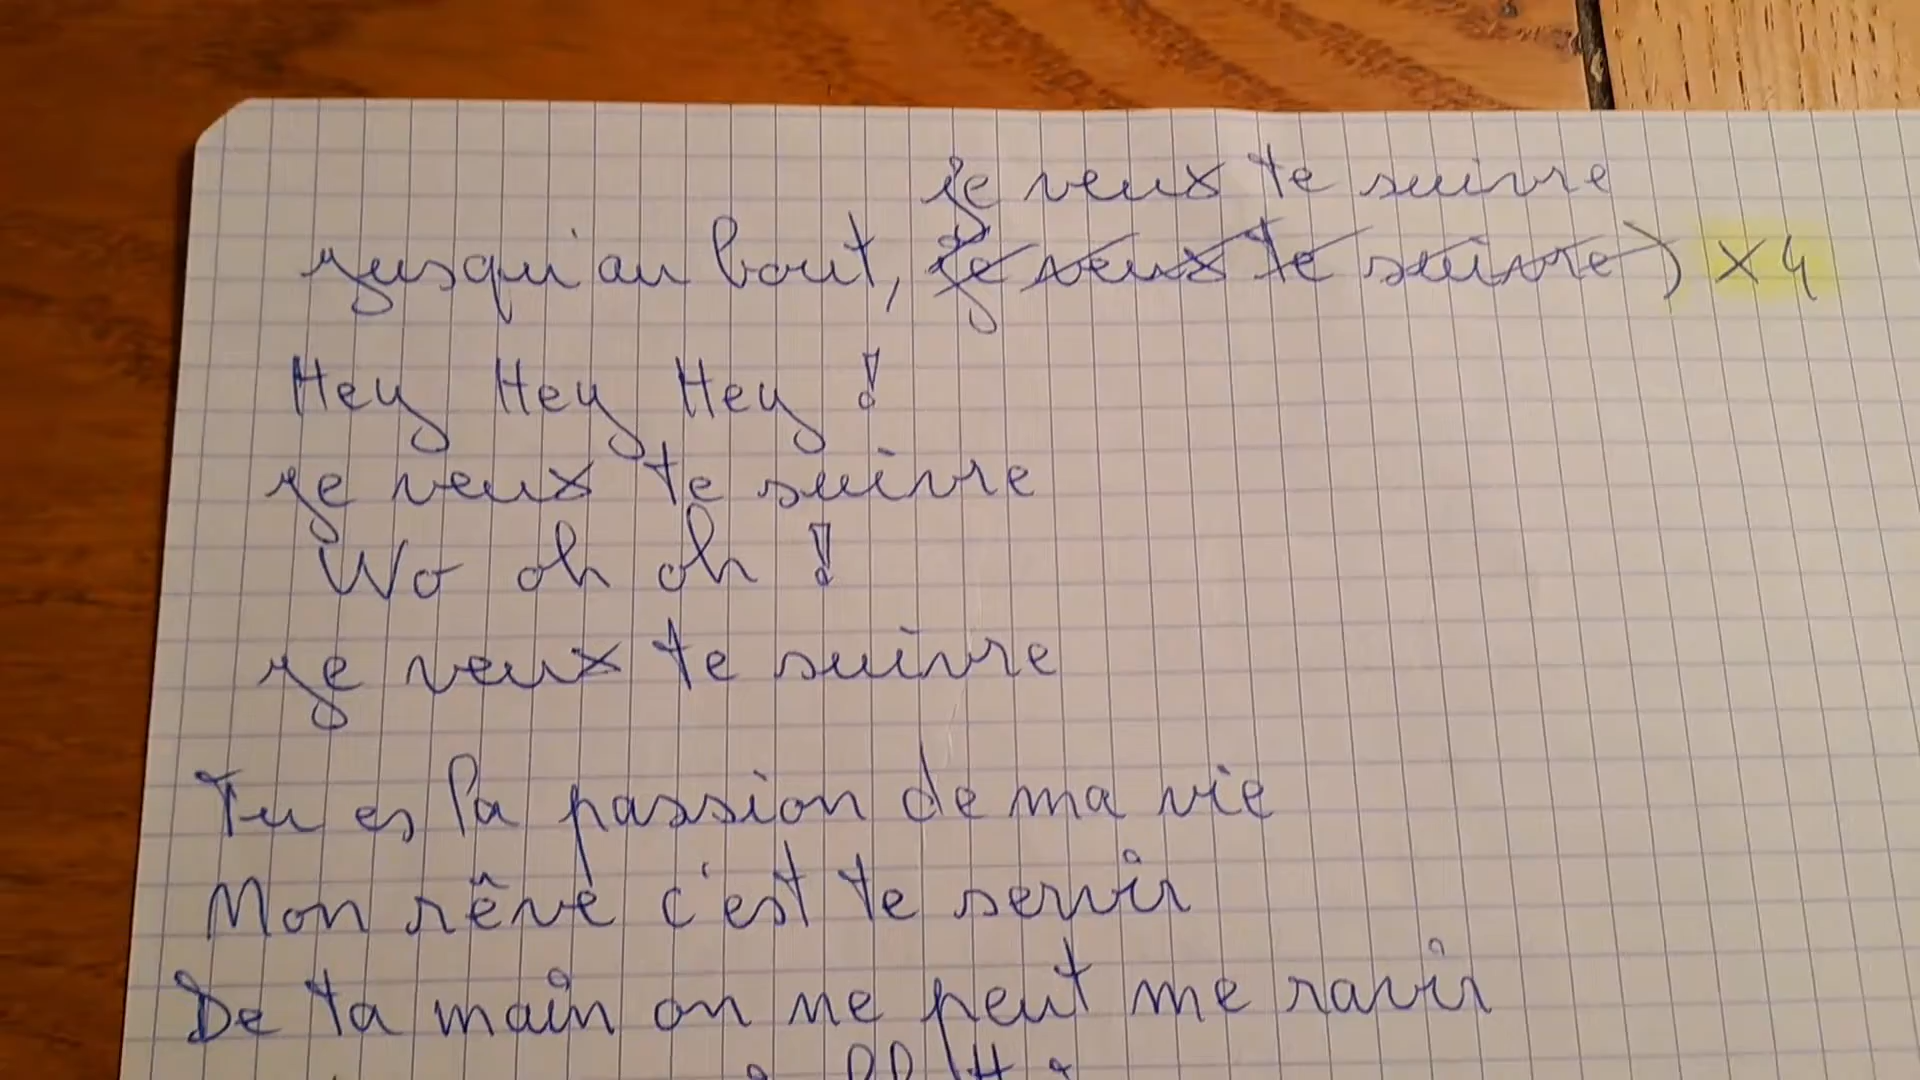 je veux te suivre
jusqu'au bout, je veux te suivre) x4
Hey Hey Hey !
je veux te suivre
Wo oh oh !
je veux te suivre
Tu es la passion de ma vie
Mon rêve c'est te servir
De ta main on ne peut me ravir